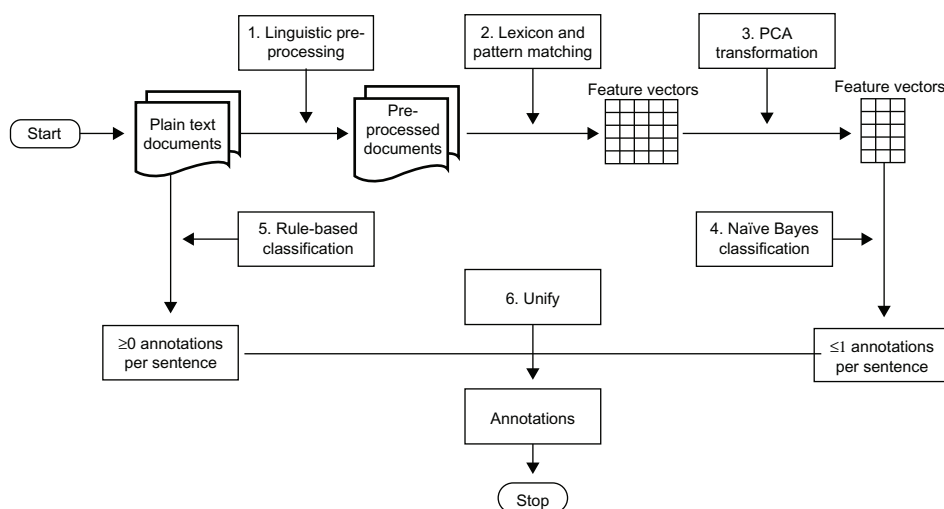 1. Linguistic pre-
processing
2. Lexicon and
pattern matching
3. PCA
transformation
Feature vectors
Feature vectors
Start
Plain text
documents
Pre-
processed
documents
5. Rule-based
classification
4. Naïve Bayes
classification
6. Unify
≥0 annotations
per sentence
≤1 annotations
per sentence
Annotations
Stop